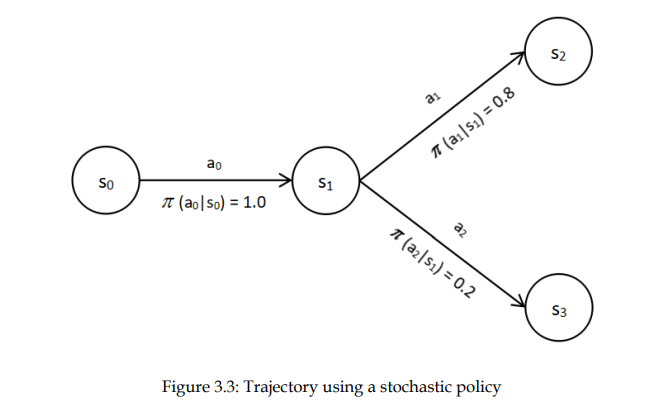 s₂
a₁
π (a₁|s₁) = 0.8
a₀
s₀
s₁
π (a₀|s₀) = 1.0
a₂
π (a₂|s₁) = 0.2
s₃
Figure 3.3: Trajectory using a stochastic policy